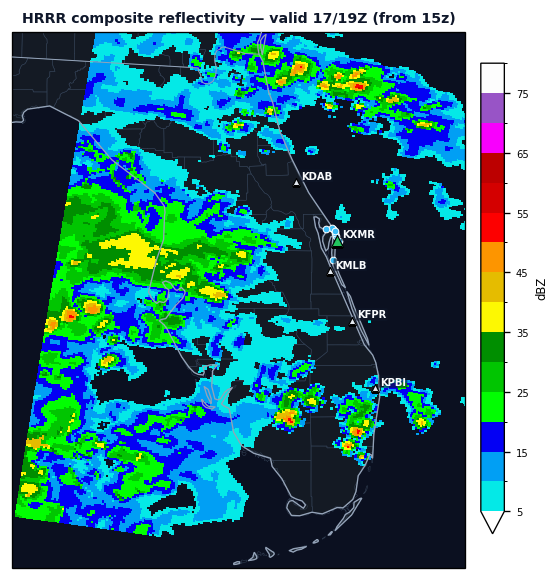 HRRR composite reflectivity — valid 17/19Z (from 15z)
KDAB
KXMR
KMLB
KFPR
KPBI
75
65
55
45
35
25
15
5
dBZ